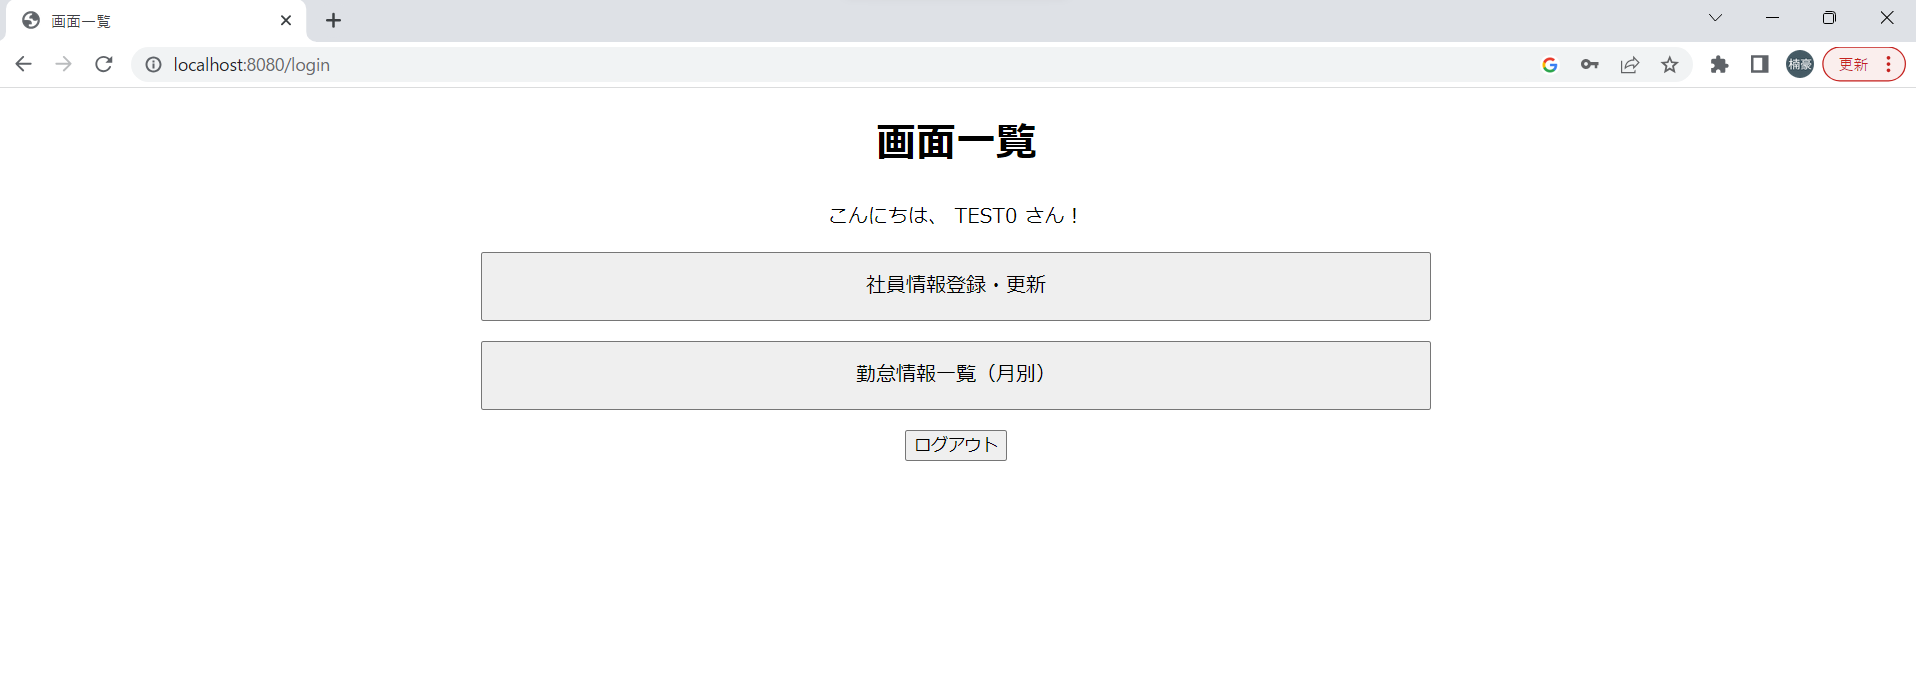 画面一覧
localhost:8080/login
楠豪
更新
画面一覧
こんにちは、 TEST0 さん！
社員情報登録・更新
勤怠情報一覧（月別）
ログアウト